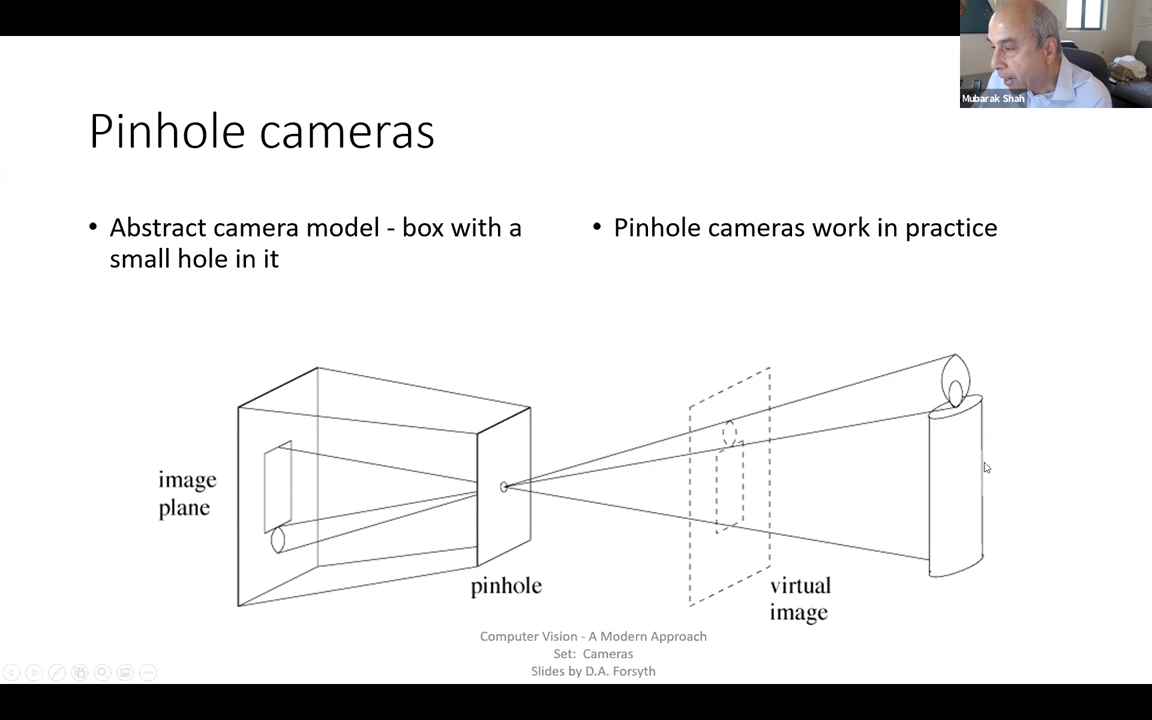 Mubarak Shah
Pinhole cameras
• Abstract camera model - box with a
small hole in it
• Pinhole cameras work in practice
image
plane
pinhole
virtual
image
Computer Vision - A Modern Approach
Set: Cameras
Slides by D.A. Forsyth